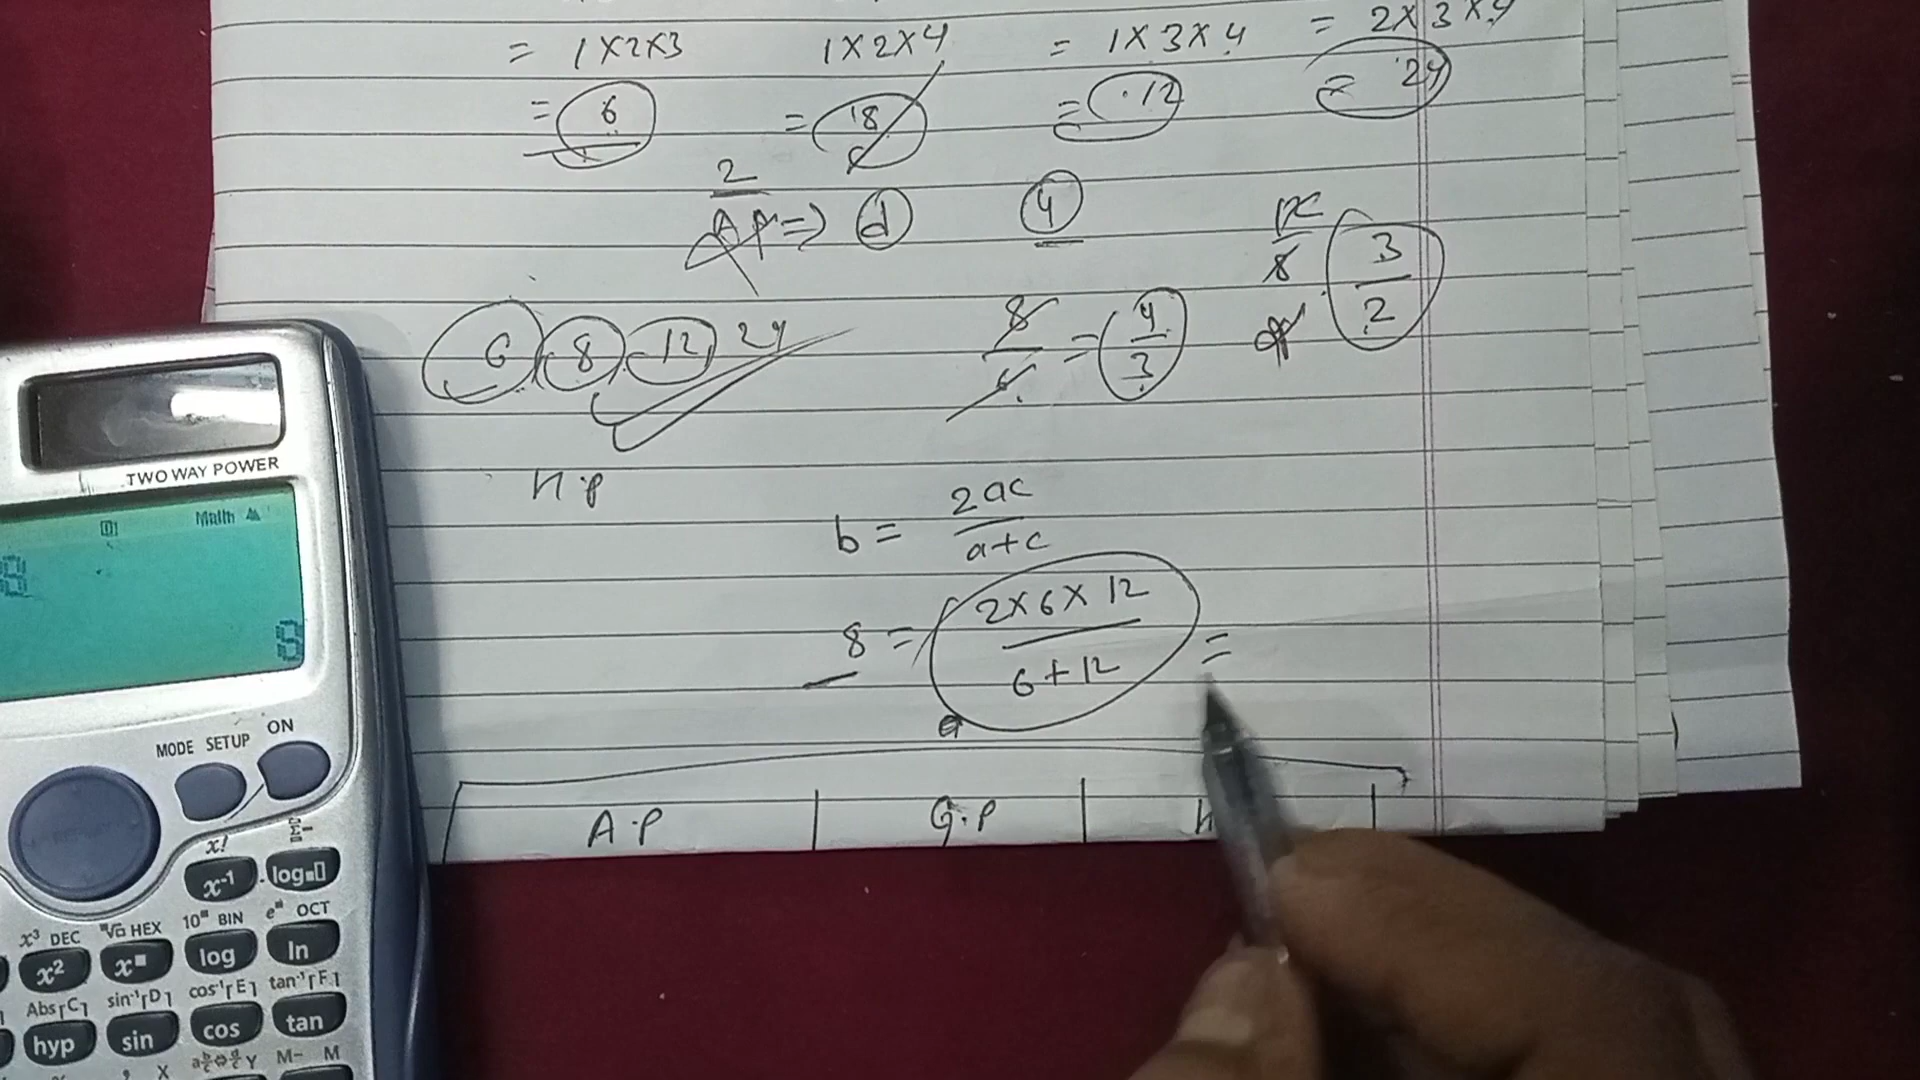 = 1×2×3 1×2×4 = 1×3×4 = 2×3×4
= 6 = 8 = 12 = 24
2
AP => d 4
12
8
3
2
6, 8, 12, 24
8
= 4
3
H.P
b = 2ac
a+c
8 = 2×6×12 =
6+12
A.P G.P H
TWO WAY POWER
Math
8
8
MODE SETUP ON
x!
x⁻¹ log
x³ DEC HEX 10 BIN e OCT
x² x■ log ln
Abs C sin⁻¹ D cos⁻¹ E tan⁻¹ F
hyp sin cos tan
X Y M- M